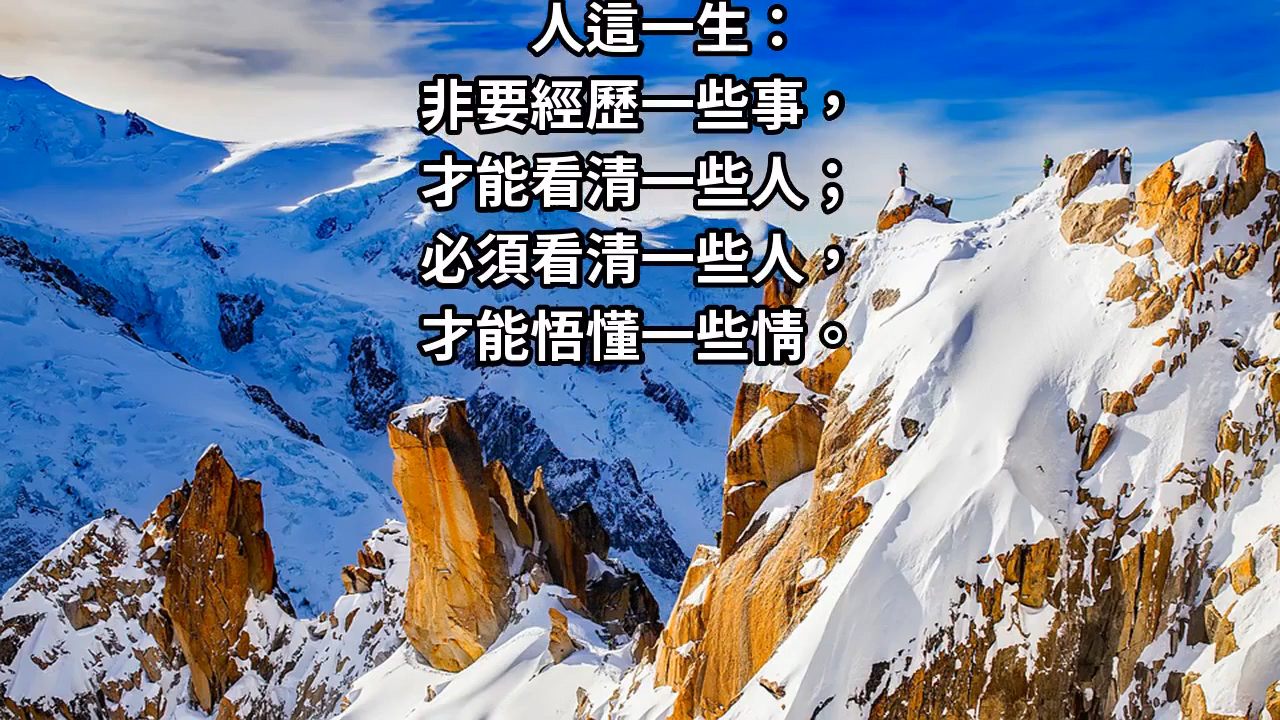 人這一生：
非要經歷一些事，
才能看清一些人；
必須看清一些人，
才能悟懂一些情。